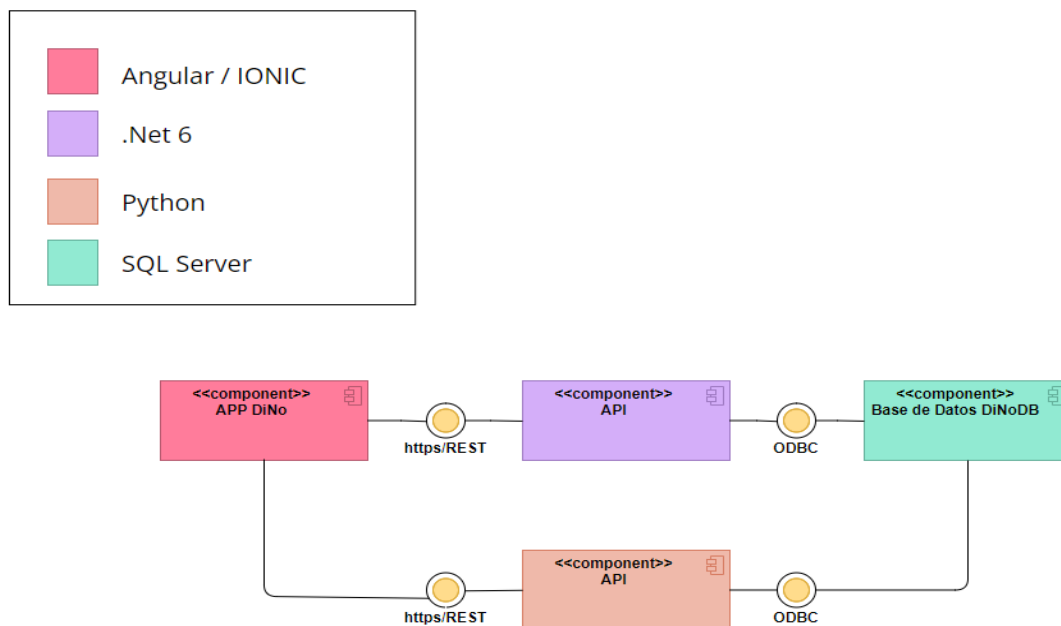 Angular / IONIC
.Net 6
Python
SQL Server
<<component>>
APP DiNo
https/REST
<<component>>
API
ODBC
<<component>>
Base de Datos DiNoDB
https/REST
<<component>>
API
ODBC